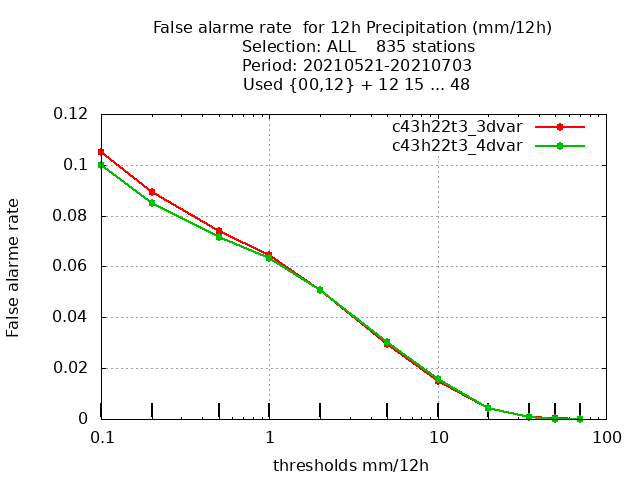 False alarme rate  for 12h Precipitation (mm/12h)
Selection: ALL    835 stations
Period: 20210521-20210703
Used {00,12} + 12 15 ... 48
c43h22t3_3dvar
c43h22t3_4dvar
False alarme rate
0.12
0.1
0.08
0.06
0.04
0.02
0
0.1 1 10 100
thresholds mm/12h